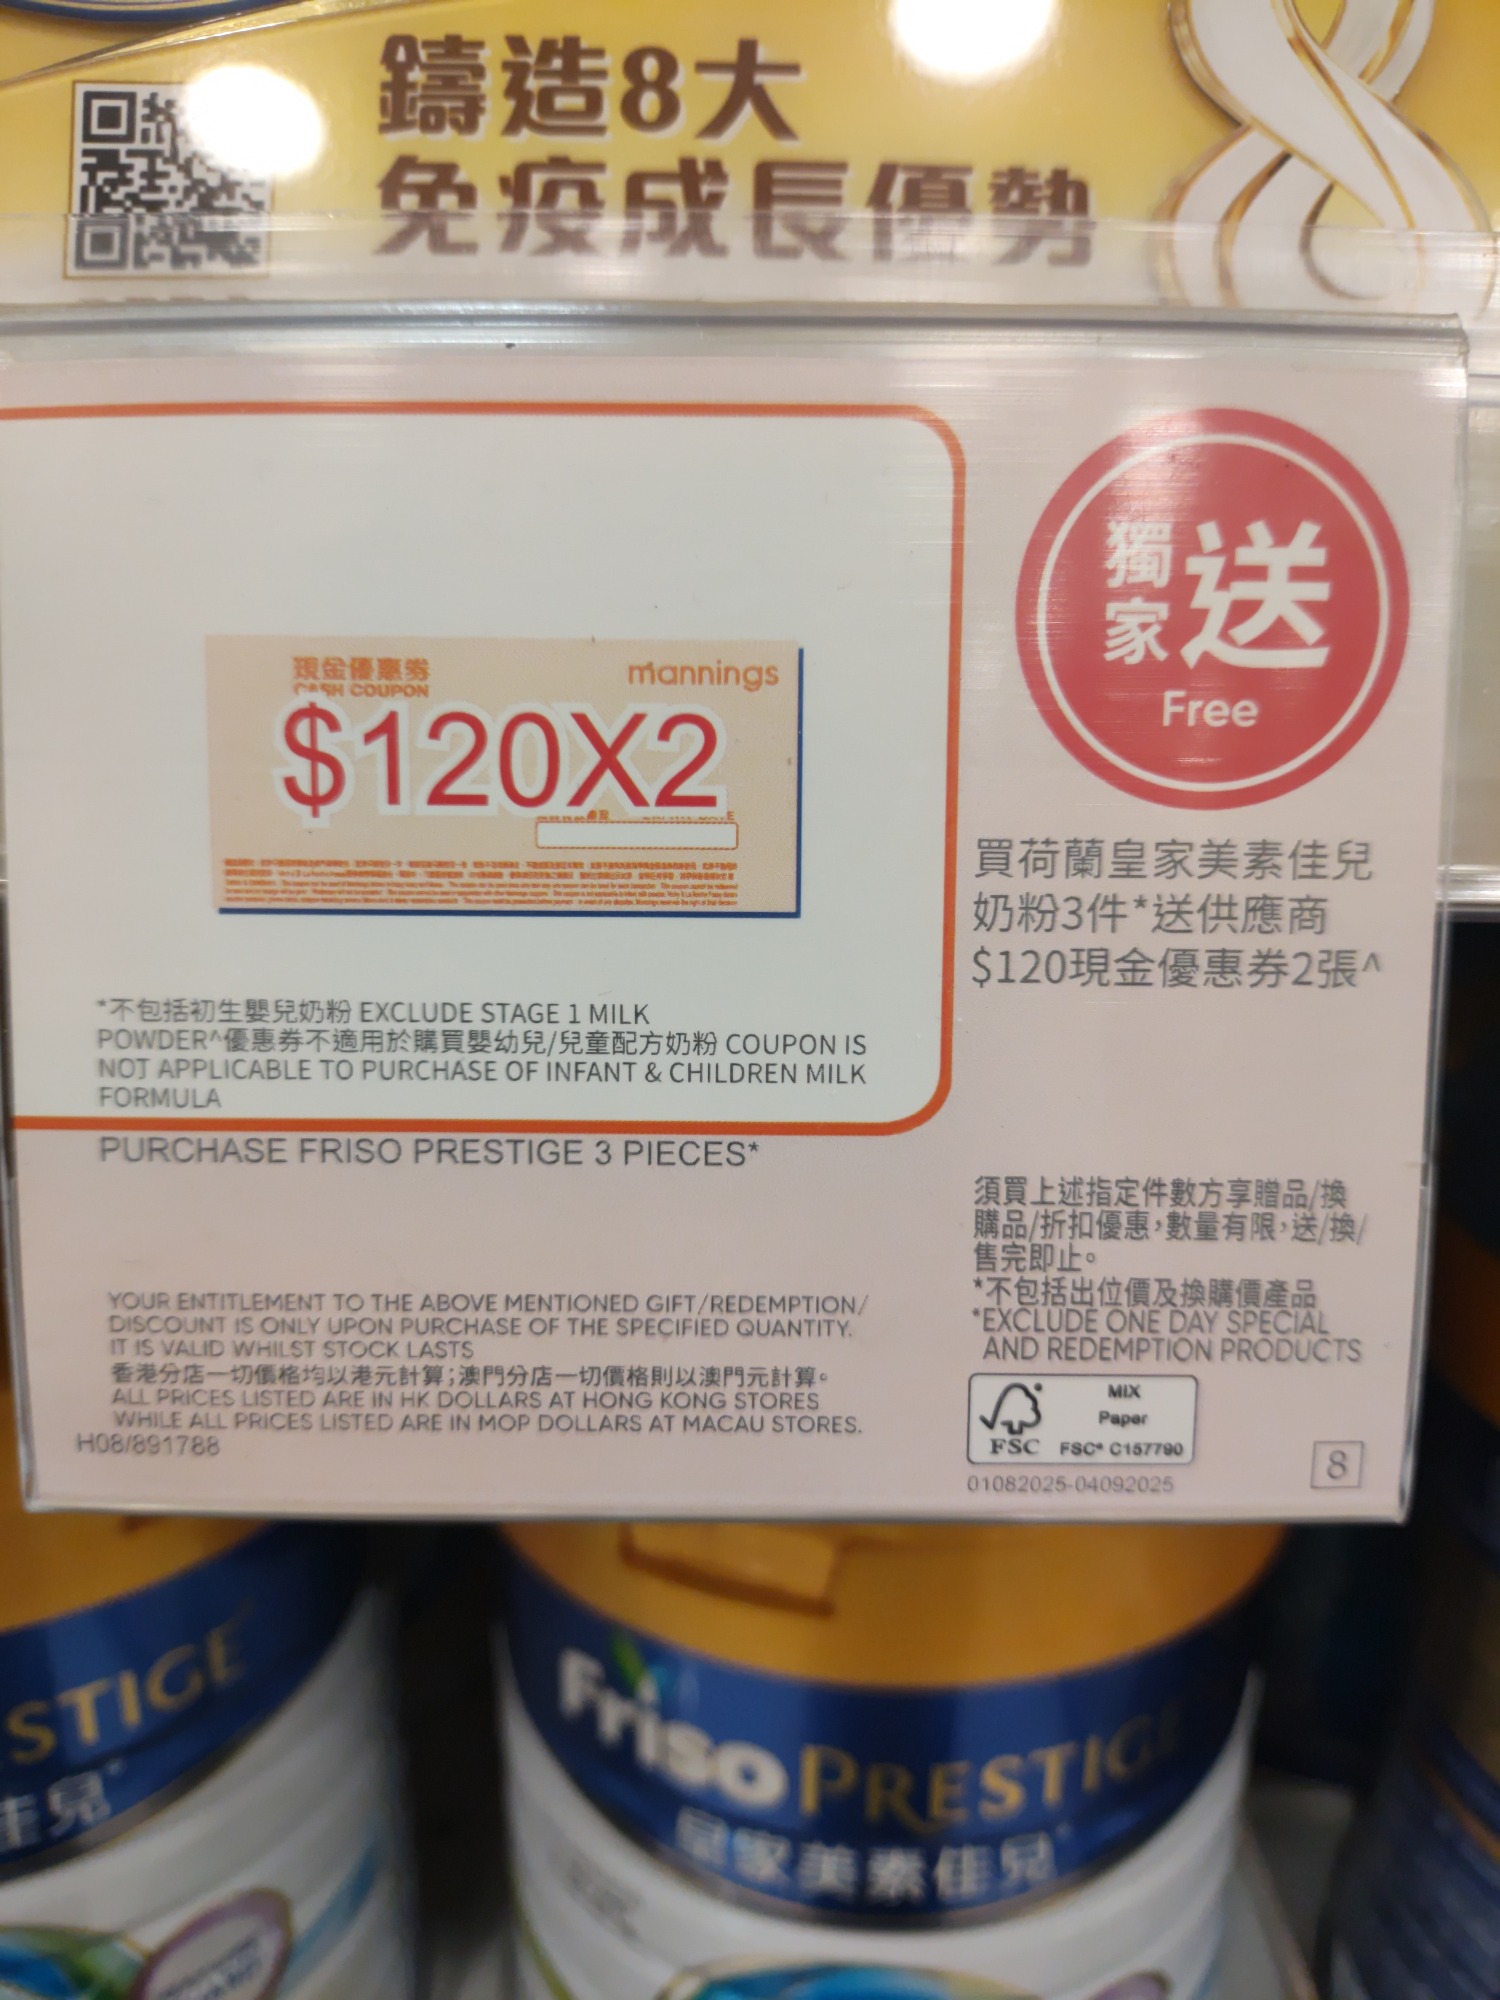 鑄造8大
免疫成長優勢
獨家送
Free
現金優惠券
CASH COUPON
mannings
$120X2
買荷蘭皇家美素佳兒
奶粉3件*送供應商
$120現金優惠券2張^
*不包括初生嬰兒奶粉 EXCLUDE STAGE 1 MILK
POWDER^優惠券不適用於購買嬰幼兒/兒童配方奶粉 COUPON IS
NOT APPLICABLE TO PURCHASE OF INFANT & CHILDREN MILK
FORMULA
PURCHASE FRISO PRESTIGE 3 PIECES*
須買上述指定件數方享贈品/換
購品/折扣優惠,數量有限,送/換/
售完即止。
*不包括出位價及換購價產品
*EXCLUDE ONE DAY SPECIAL
AND REDEMPTION PRODUCTS
YOUR ENTITLEMENT TO THE ABOVE MENTIONED GIFT/REDEMPTION/
DISCOUNT IS ONLY UPON PURCHASE OF THE SPECIFIED QUANTITY.
IT IS VALID WHILST STOCK LASTS
香港分店一切價格均以港元計算;澳門分店一切價格則以澳門元計算。
ALL PRICES LISTED ARE IN HK DOLLARS AT HONG KONG STORES
WHILE ALL PRICES LISTED ARE IN MOP DOLLARS AT MACAU STORES.
H08/891788
FSC
MIX
Paper
FSC® C157790
01082025-04092025
8
STIGE
佳兒
Friso PRESTIGE
皇家美素佳兒